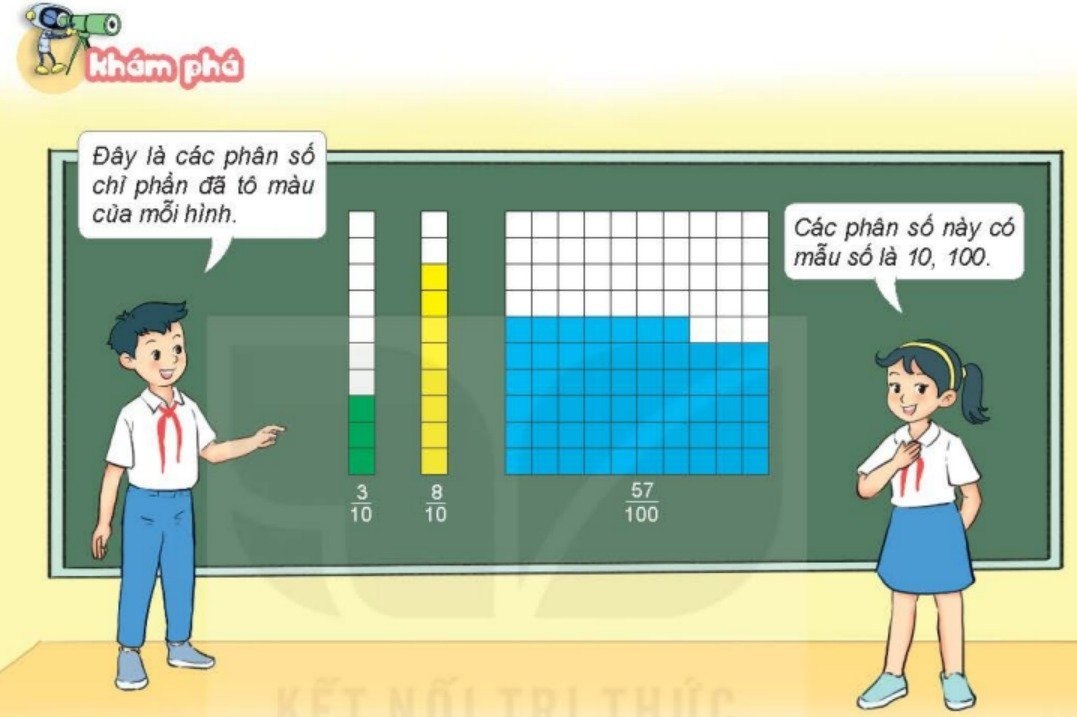 khám phá
Đây là các phân số
chỉ phần đã tô màu
của mỗi hình.
Các phân số này có
mẫu số là 10, 100.
3
10
8
10
57
100
KẾT NỐI TRI THỨC